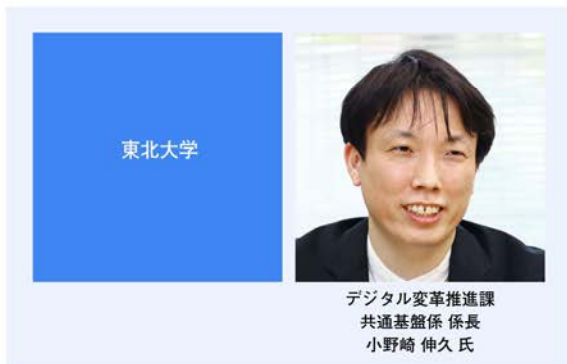 東北大学
デジタル変革推進課
共通基盤係 係長
小野崎 伸久 氏